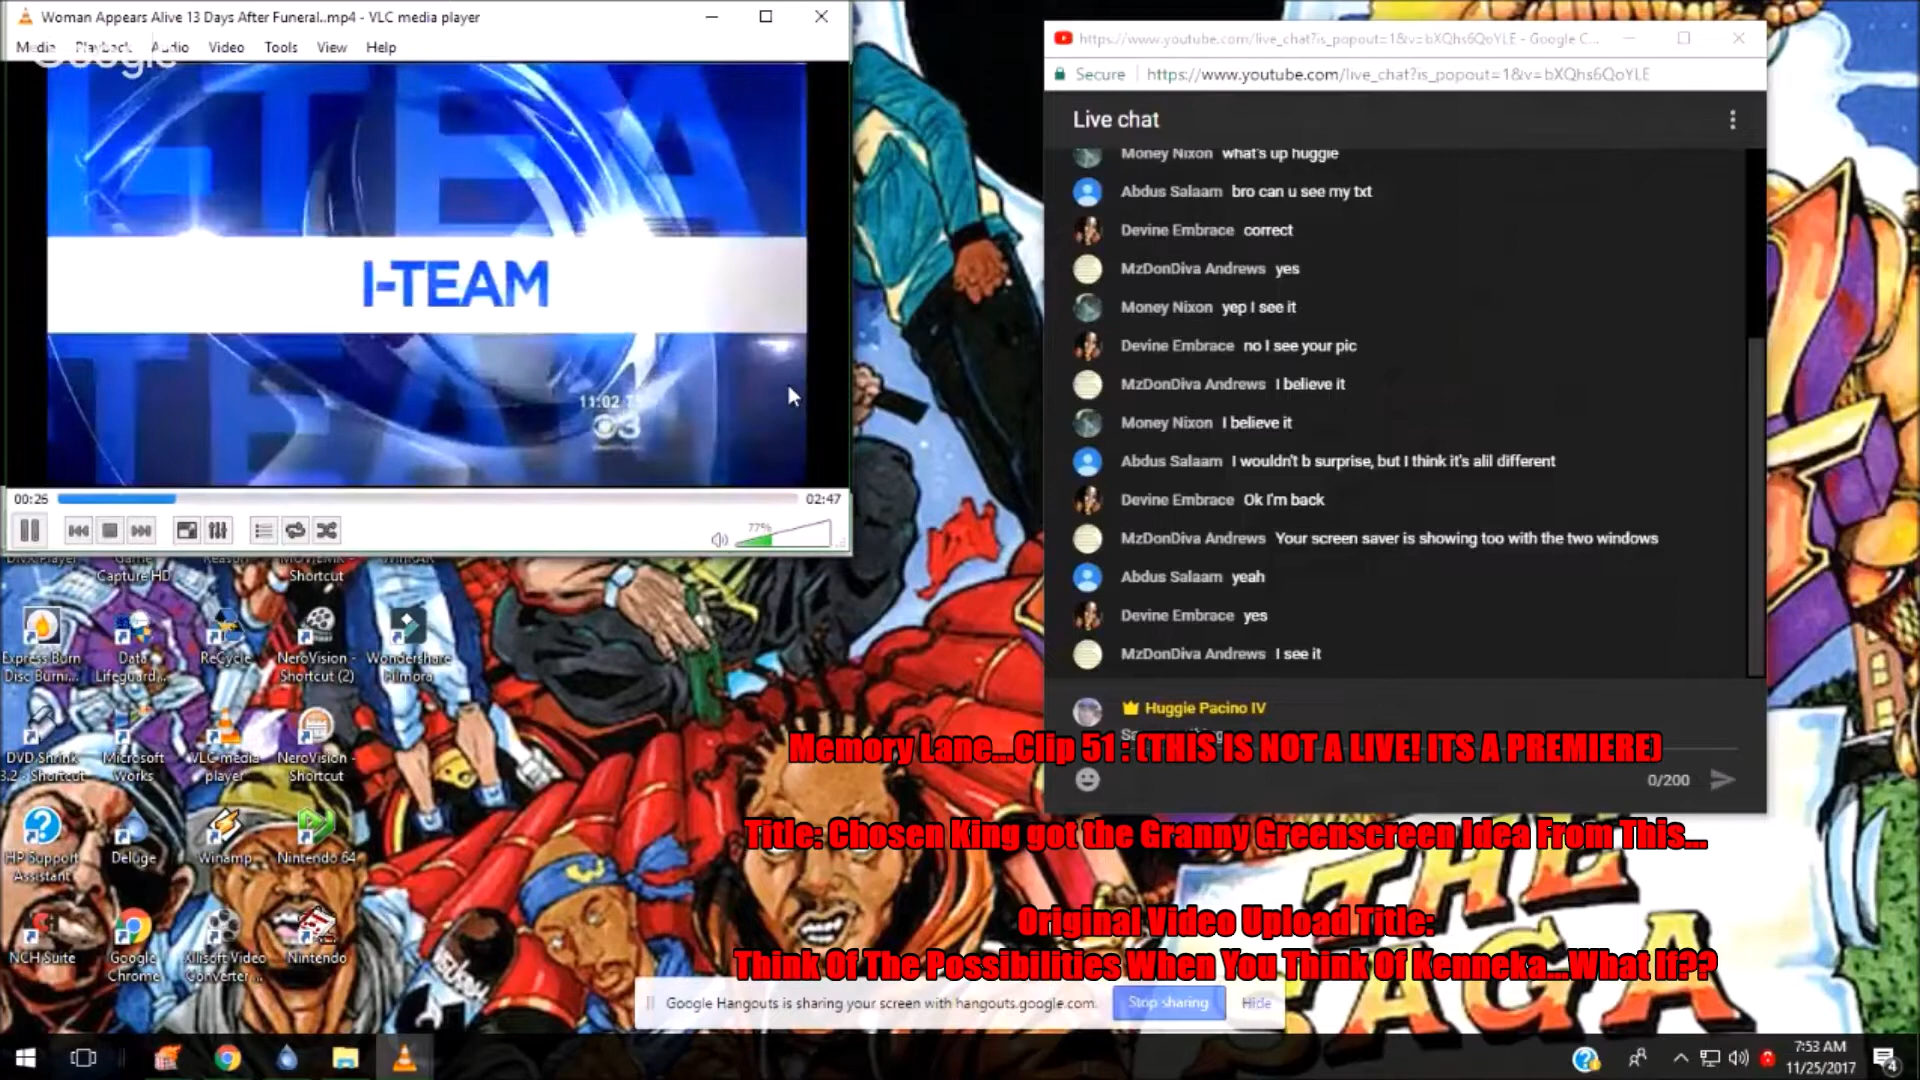 Woman Appears Alive 13 Days After Funeral..mp4 - VLC media player
Media Playback Audio Video Tools View Help
Google
I-TEAM
11:02
3
00:26
02:47
77%
https://www.youtube.com/live_chat?is_popout=1&v=bXQhs6QoYLE - Google C...
Secure https://www.youtube.com/live_chat?is_popout=1&v=bXQhs6QoYLE
Live chat
Money Nixon what's up huggie
Abdus Salaam bro can u see my txt
Devine Embrace correct
MzDonDiva Andrews yes
Money Nixon yep I see it
Devine Embrace no I see your pic
MzDonDiva Andrews I believe it
Money Nixon I believe it
Abdus Salaam I wouldn't b surprise, but I think it's alil different
Devine Embrace Ok I'm back
MzDonDiva Andrews Your screen saver is showing too with the two windows
Abdus Salaam yeah
Devine Embrace yes
MzDonDiva Andrews I see it
Huggie Pacino IV
0/200
Capture HD
Shortcut
Express Burn
Disc Burni...
Data
Lifeguard...
ReCycle
NeroVision -
Shortcut (2)
Wondershare
Filmora
DVD Shrink
3.2 - Shortcut
Microsoft
Works
VLC media
player
NeroVision -
Shortcut
HP Support
Assistant
Deluge
Winamp
Nintendo 64
NCH Suite
Google
Chrome
Xilisoft Video
Converter ...
Nintendo
Memory Lane...Clip 51 : (THIS IS NOT A LIVE! ITS A PREMIERE)
Title: Chosen King got the Granny Greenscreen Idea From This...
Original Video Upload Title:
Think Of The Possibilities When You Think Of Kenneka...What If??
THE
SAGA
Google Hangouts is sharing your screen with hangouts.google.com.
Stop sharing
Hide
7:53 AM
11/25/2017
4